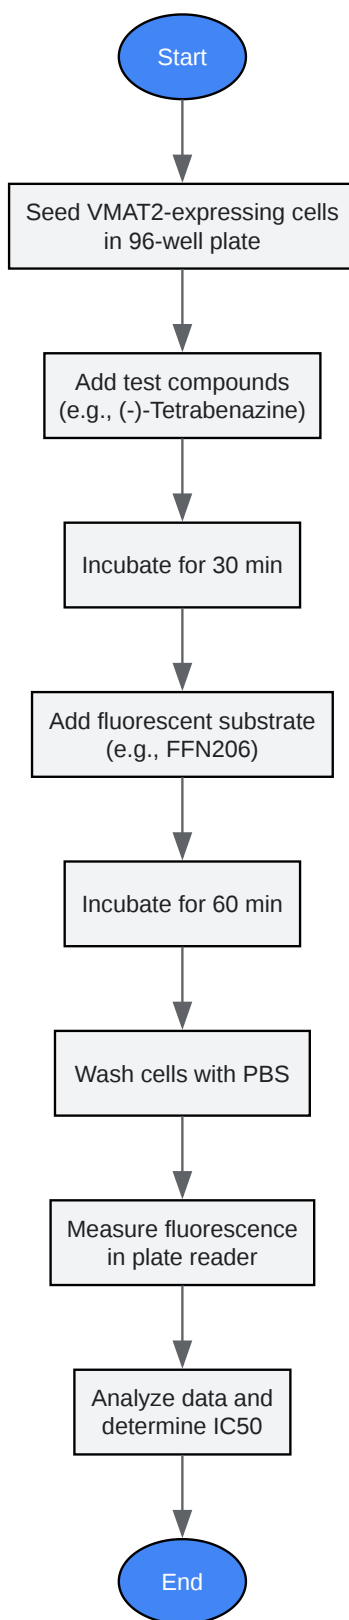 Start
Seed VMAT2-expressing cells
in 96-well plate
Add test compounds
(e.g., (-)-Tetrabenazine)
Incubate for 30 min
Add fluorescent substrate
(e.g., FFN206)
Incubate for 60 min
Wash cells with PBS
Measure fluorescence
in plate reader
Analyze data and
determine IC50
End